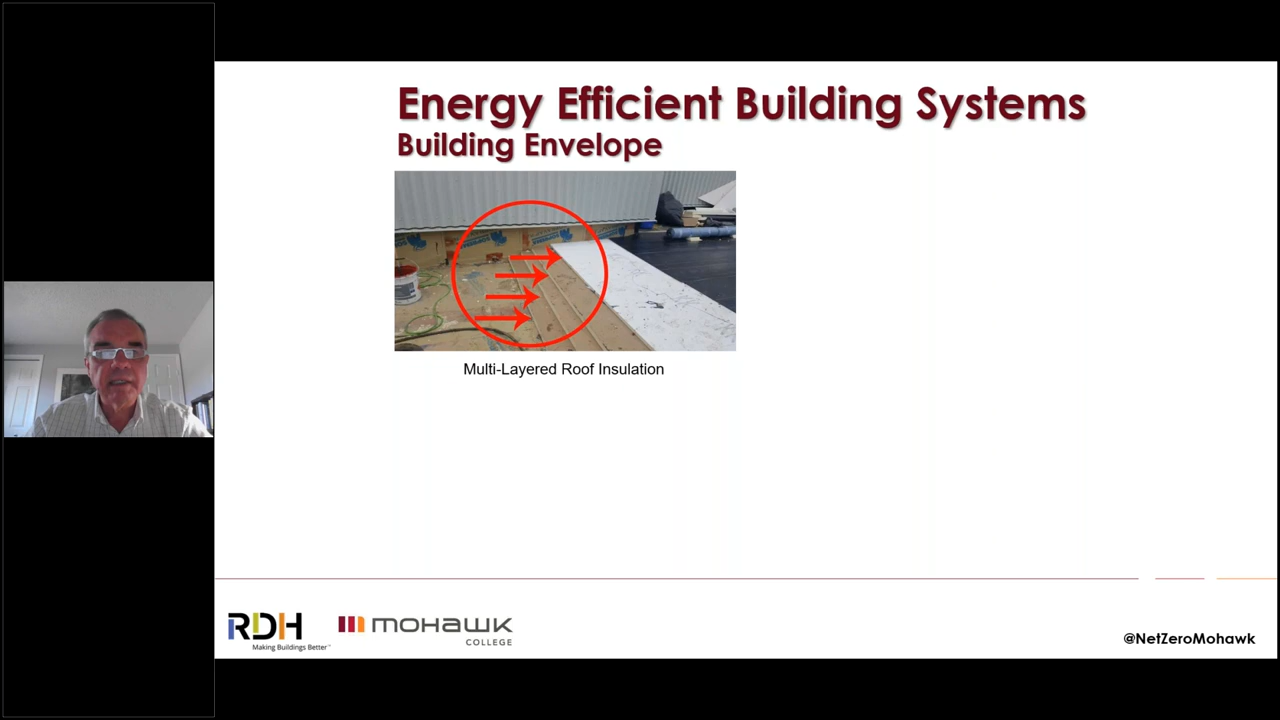 Energy Efficient Building Systems
Building Envelope
Multi-Layered Roof Insulation
RDH
Making Buildings Better
MOHAWK
COLLEGE
@NetZeroMohawk